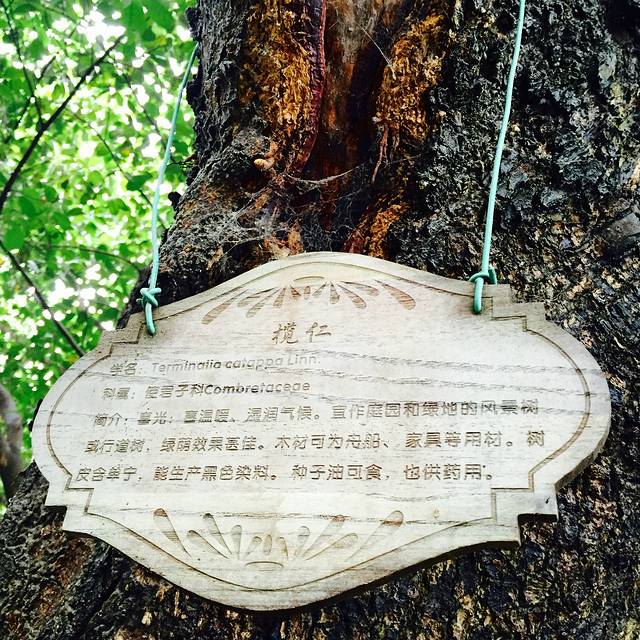 榄仁
学名：Terminalia catappa Linn.
科属：使君子科Combretaceae
简介：喜光，喜温暖、湿润气候。宜作庭园和绿地的风景树
或行道树，绿荫效果甚佳。木材可为舟船、家具等用材。树
皮含单宁，能生产黑色染料。种子油可食，也供药用。